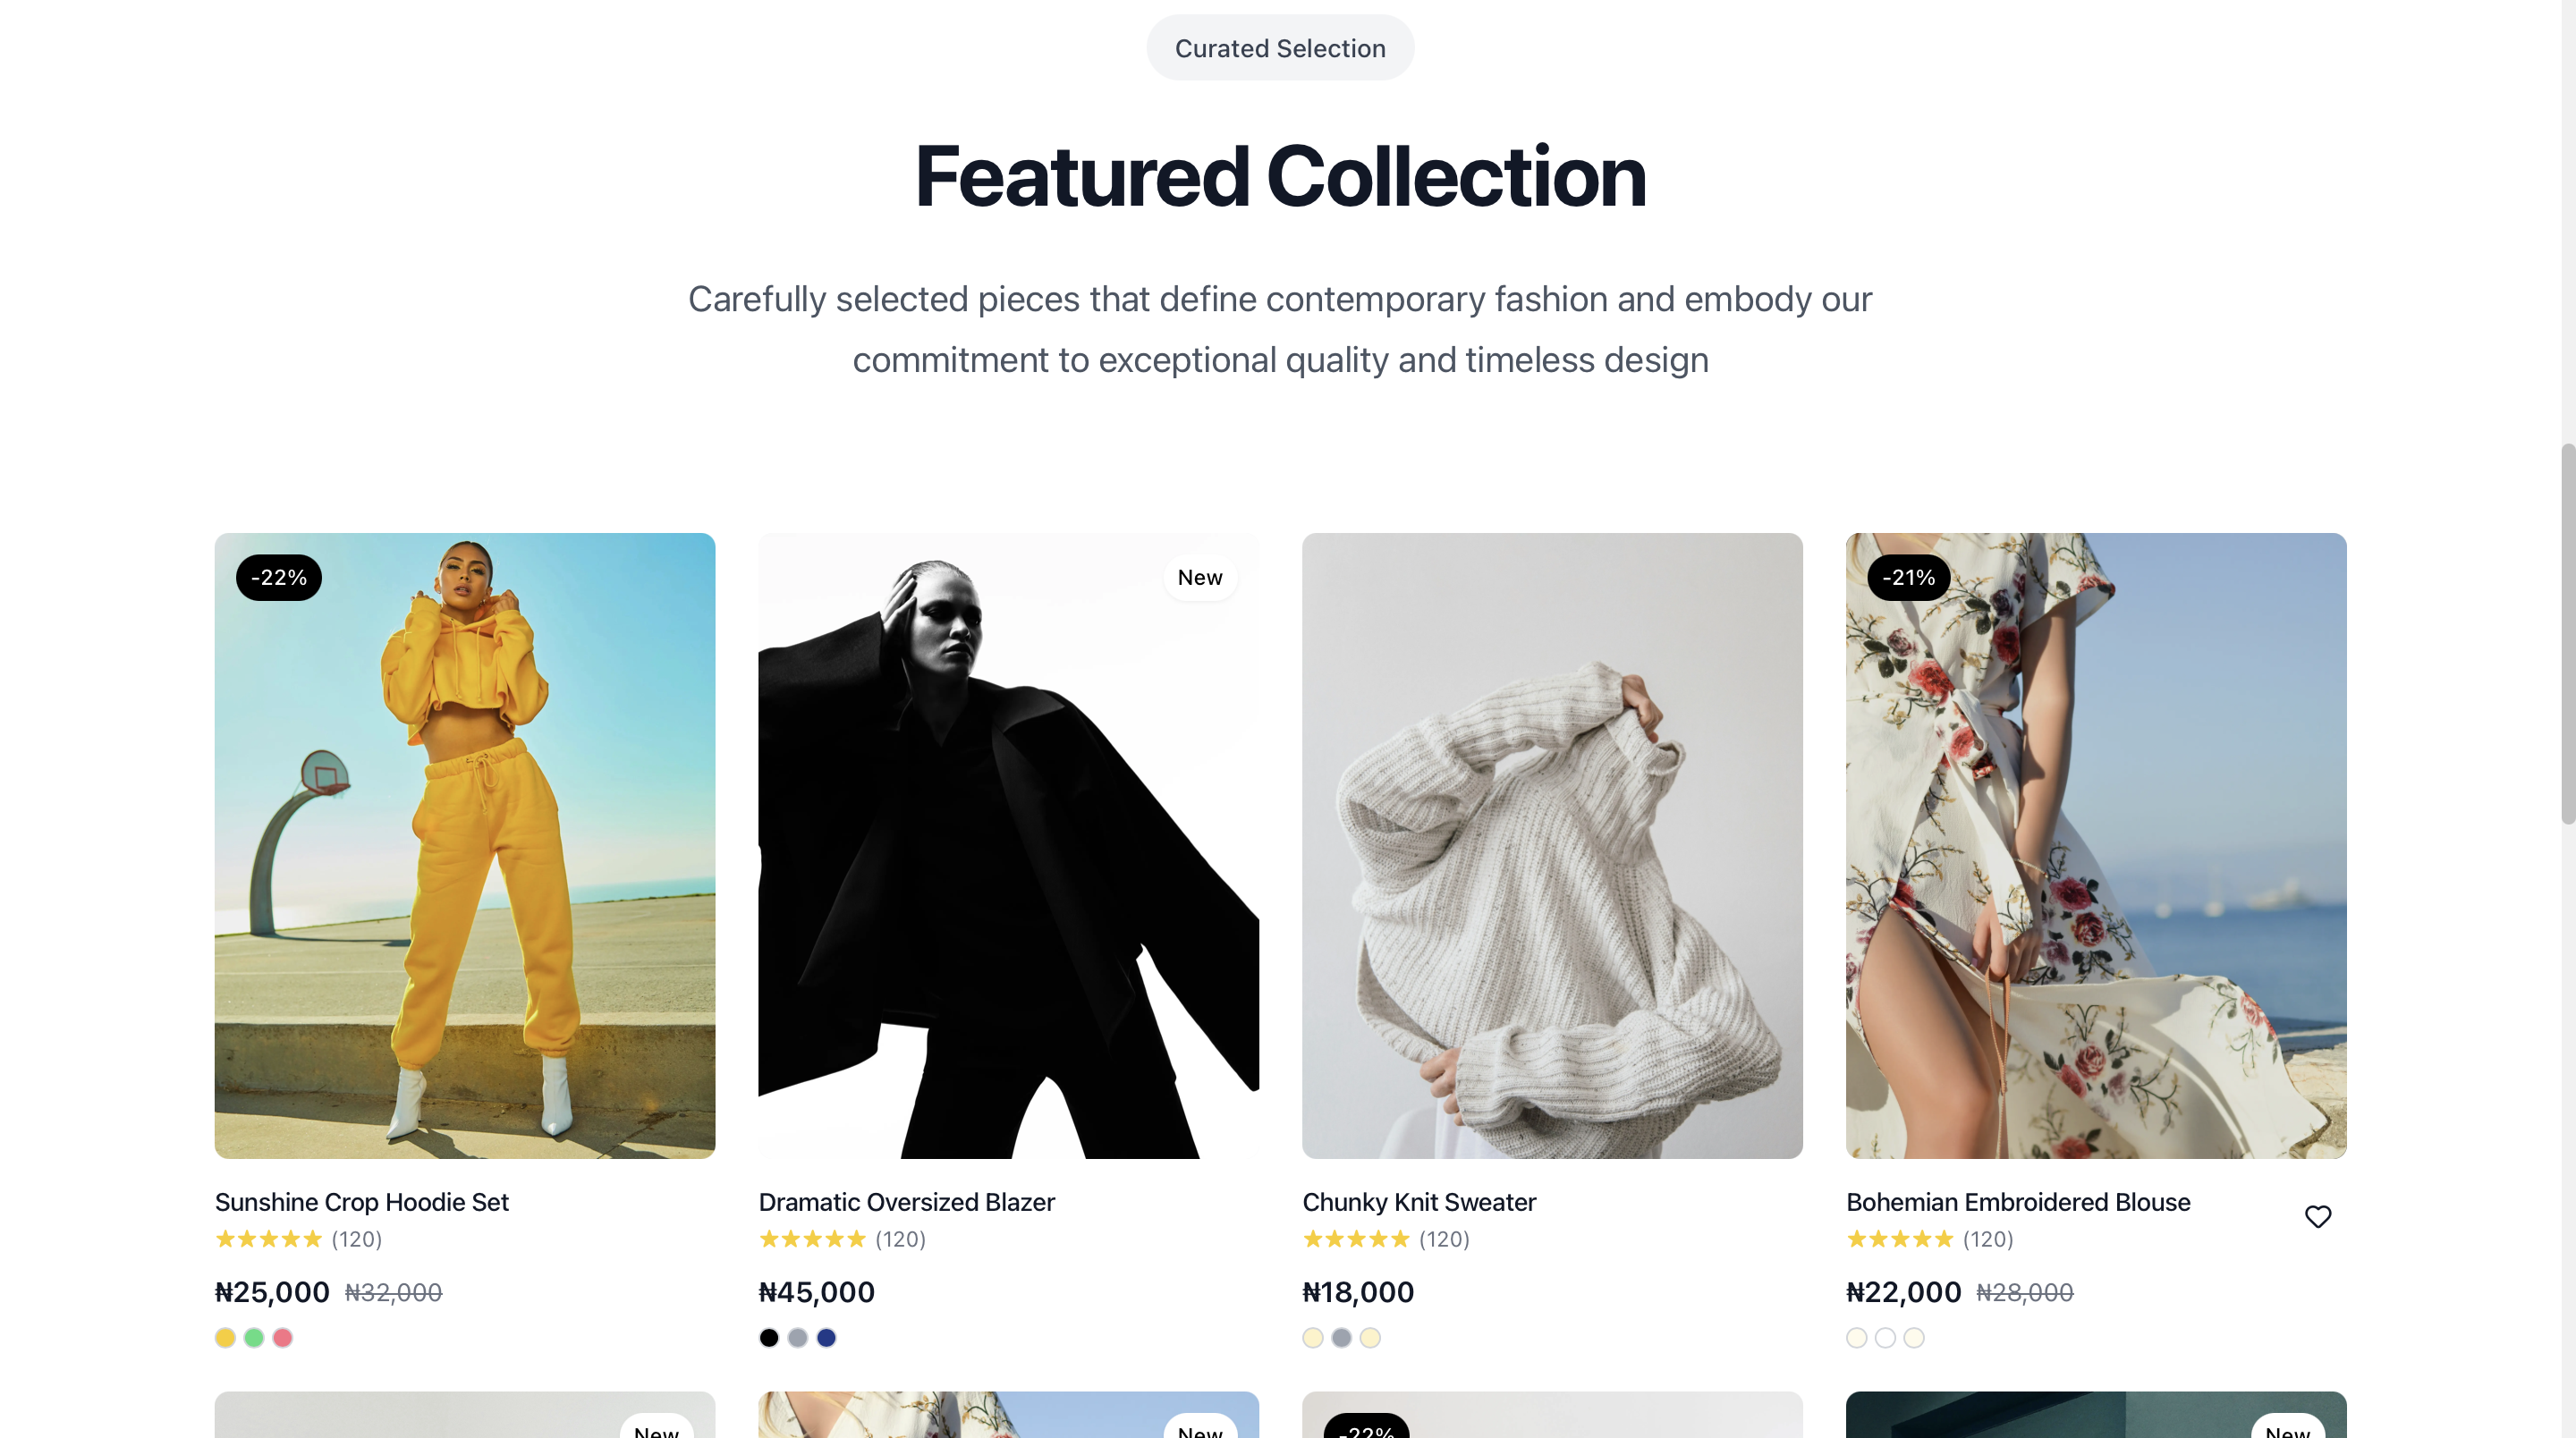 Curated Selection
Featured Collection
Carefully selected pieces that define contemporary fashion and embody our
commitment to exceptional quality and timeless design
-22%
New
-21%
Sunshine Crop Hoodie Set
Dramatic Oversized Blazer
Chunky Knit Sweater
Bohemian Embroidered Blouse
(120)
(120)
(120)
(120)
₦25,000 ₦32,000
₦45,000
₦18,000
₦22,000 ₦28,000
New
New
-22%
New